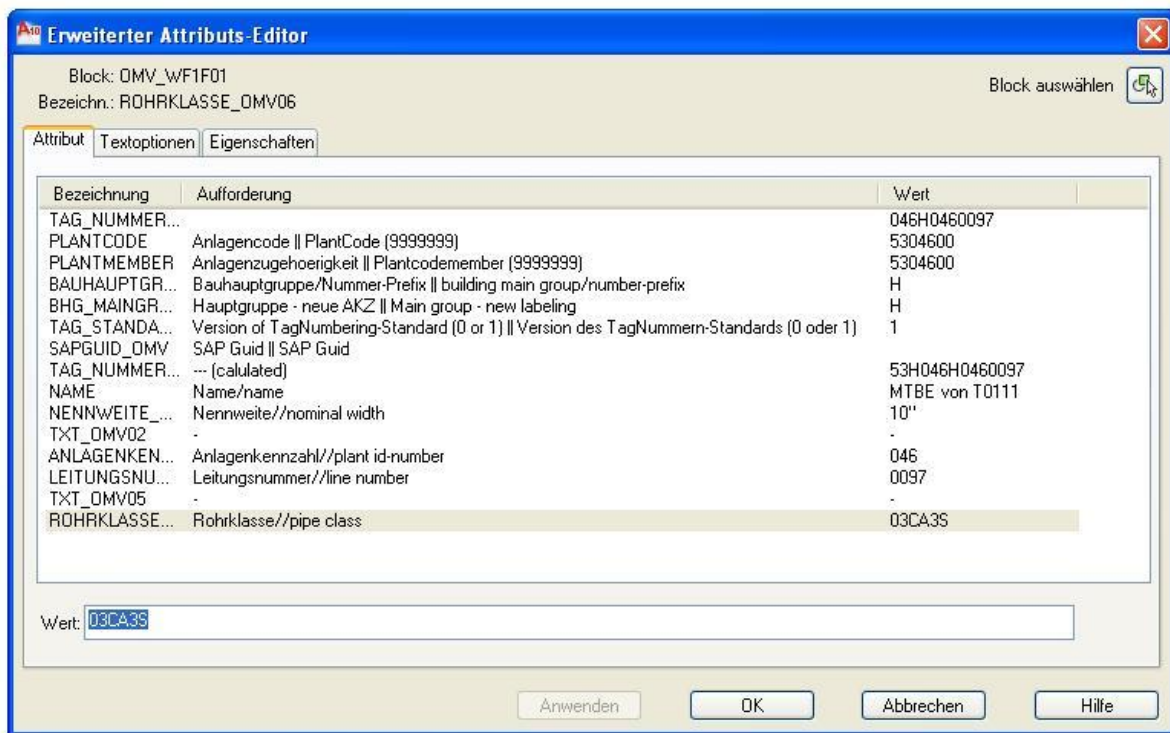 A10 Erweiterter Attributs-Editor
Block: OMV_WF1F01
Block auswählen
Bezeichn.: ROHRKLASSE_OMV06
Attribut Textoptionen Eigenschaften
Bezeichnung Aufforderung Wert
TAG_NUMMER... 046H0460097
PLANTCODE Anlagencode || PlantCode (9999999) 5304600
PLANTMEMBER Anlagenzugehoerigkeit || Plantcodemember (9999999) 5304600
BAUHAUPTGR... Bauhauptgruppe/Nummer-Prefix || building main group/number-prefix H
BHG_MAINGR... Hauptgruppe - neue AKZ || Main group - new labeling H
TAG_STANDA... Version of TagNumbering-Standard (0 or 1) || Version des TagNummern-Standards (0 oder 1) 1
SAPGUID_OMV SAP Guid || SAP Guid
TAG_NUMMER... --- (calulated) 53H046H0460097
NAME Name/name MTBE von T0111
NENNWEITE_... Nennweite//nominal width 10"
TXT_OMV02 - -
ANLAGENKEN... Anlagenkennzahl//plant id-number 046
LEITUNGSNU... Leitungsnummer//line number 0097
TXT_OMV05 - -
ROHRKLASSE... Rohrklasse//pipe class 03CA3S
Wert: 03CA3S
Anwenden OK Abbrechen Hilfe